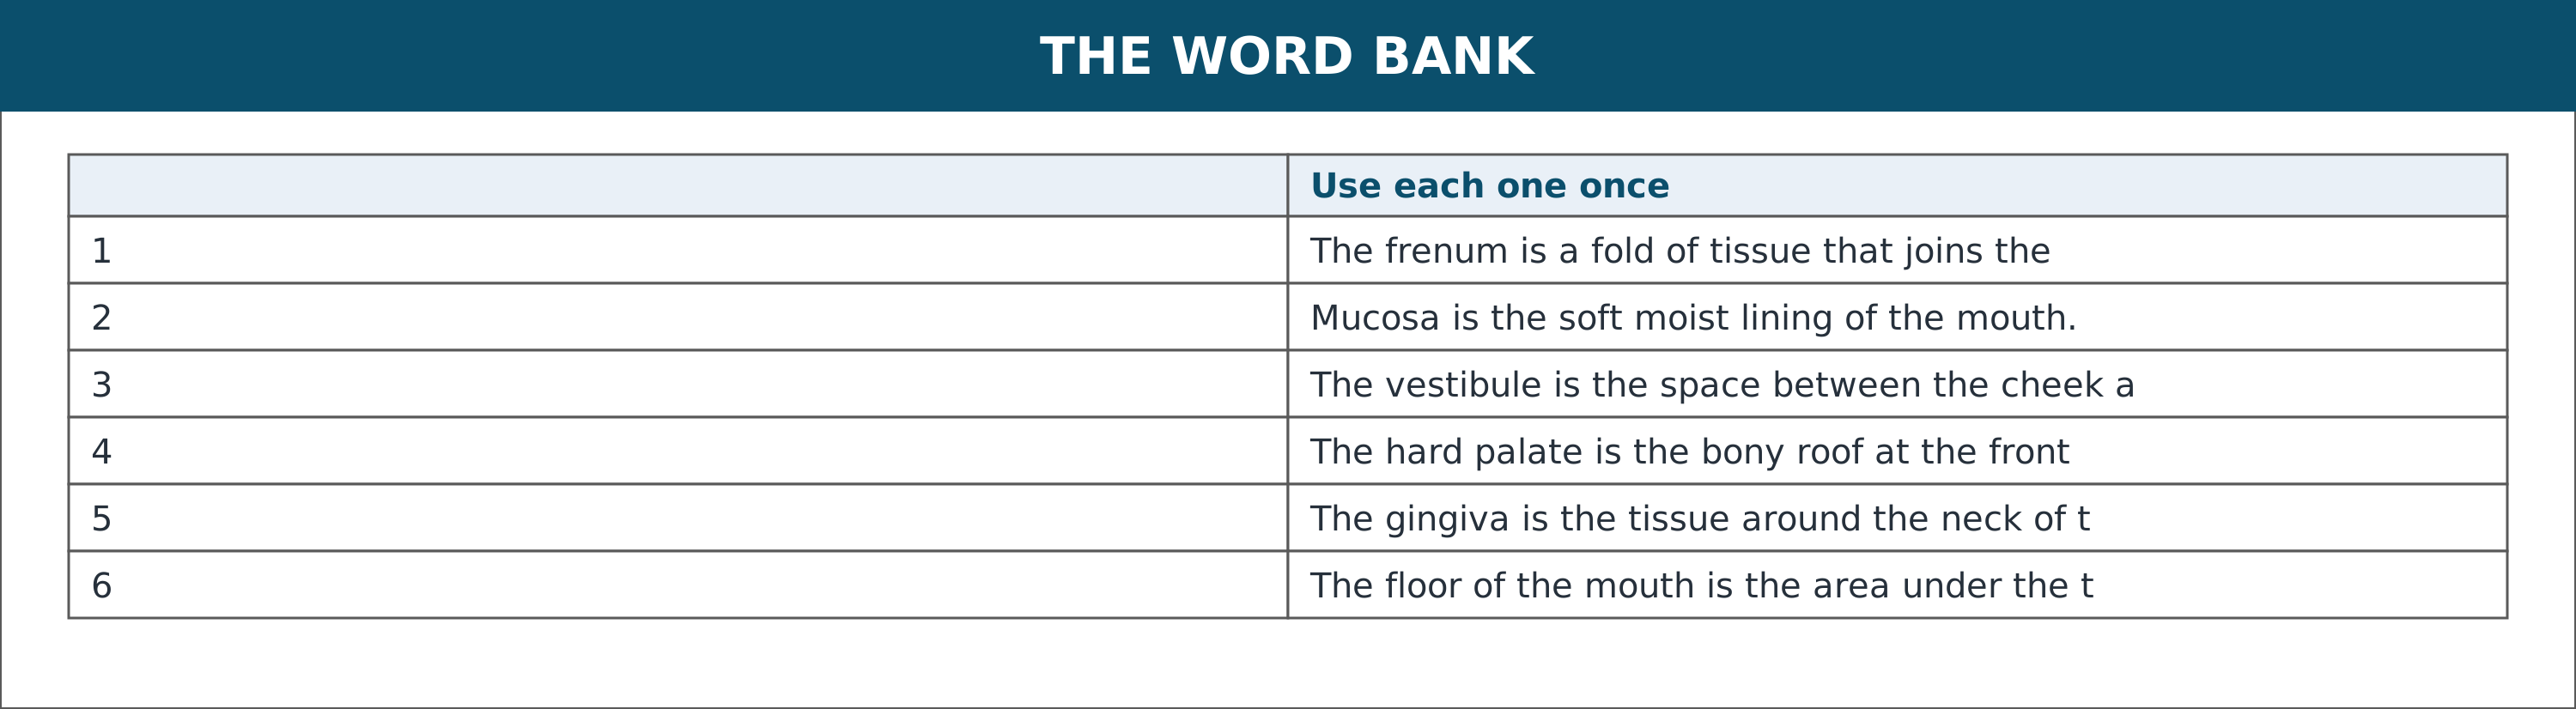 THE WORD BANK
Use each one once
1 The frenum is a fold of tissue that joins the
2 Mucosa is the soft moist lining of the mouth.
3 The vestibule is the space between the cheek a
4 The hard palate is the bony roof at the front
5 The gingiva is the tissue around the neck of t
6 The floor of the mouth is the area under the t